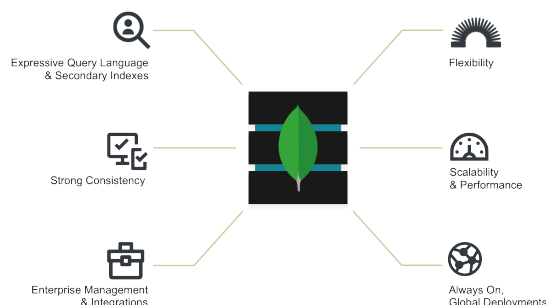 Expressive Query Language
& Secondary Indexes
Flexibility
Strong Consistency
Scalability
& Performance
Enterprise Management
& Integrations
Always On,
Global Deployments